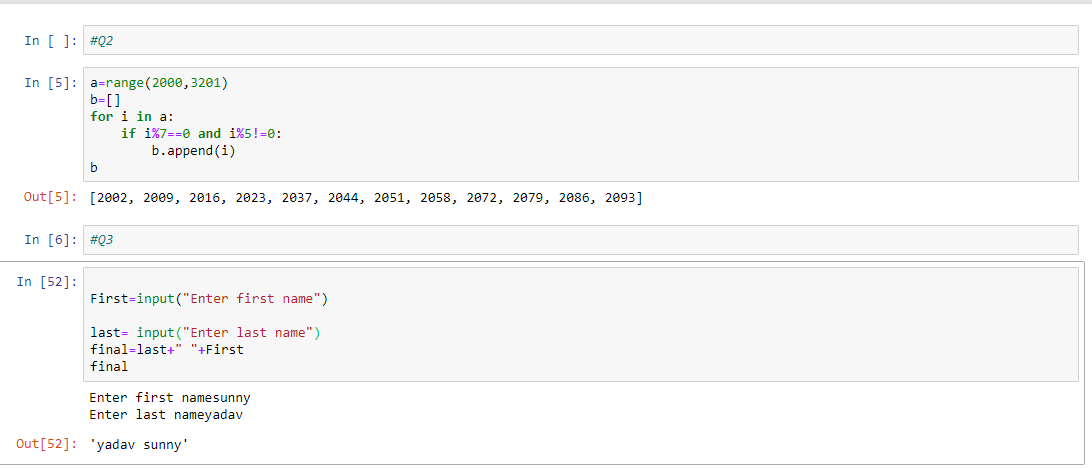 In [ ]: #Q2
In [5]: a=range(2000,3201)
b=[]
for i in a:
    if i%7==0 and i%5!=0:
        b.append(i)
b
Out[5]: [2002, 2009, 2016, 2023, 2037, 2044, 2051, 2058, 2072, 2079, 2086, 2093]
In [6]: #Q3
In [52]:
First=input("Enter first name")
last= input("Enter last name")
final=last+" "+First
final
Enter first namesunny
Enter last nameyadav
Out[52]: 'yadav sunny'